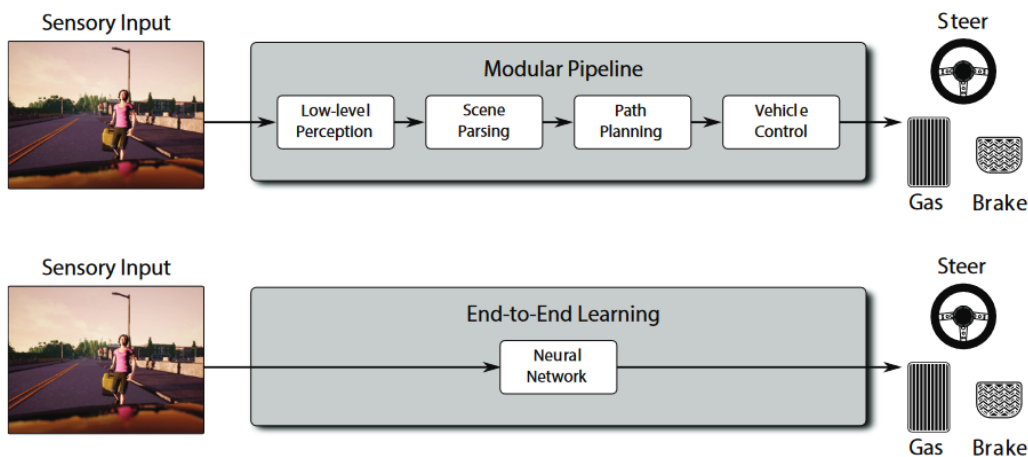 Sensory Input
Modular Pipeline
Low-level
Perception
Scene
Parsing
Path
Planning
Vehicle
Control
Steer
Gas
Brake
Sensory Input
End-to-End Learning
Neural
Network
Steer
Gas
Brake